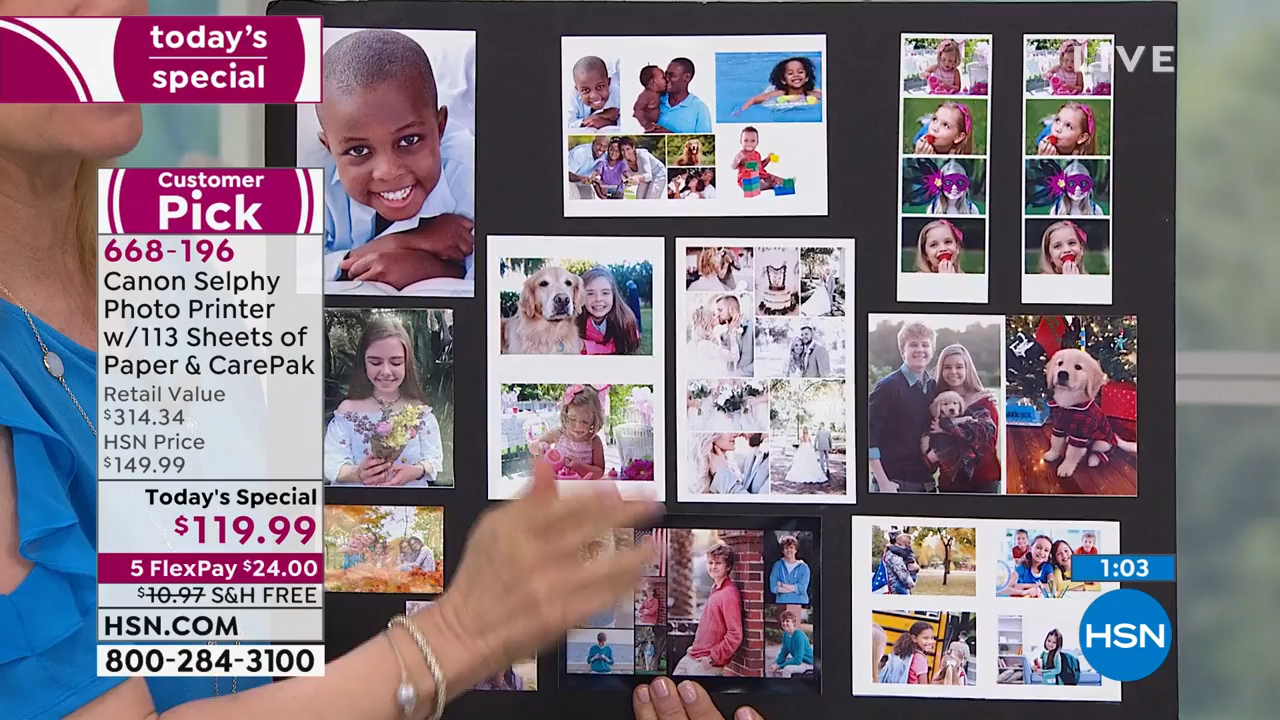 today's
special
LIVE
Customer
Pick
668-196
Canon Selphy
Photo Printer
w/113 Sheets of
Paper & CarePak
Retail Value
$314.34
HSN Price
$149.99
Today's Special
$119.99
5 FlexPay $24.00
$10.97 S&H FREE
HSN.COM
800-284-3100
1:03
HSN